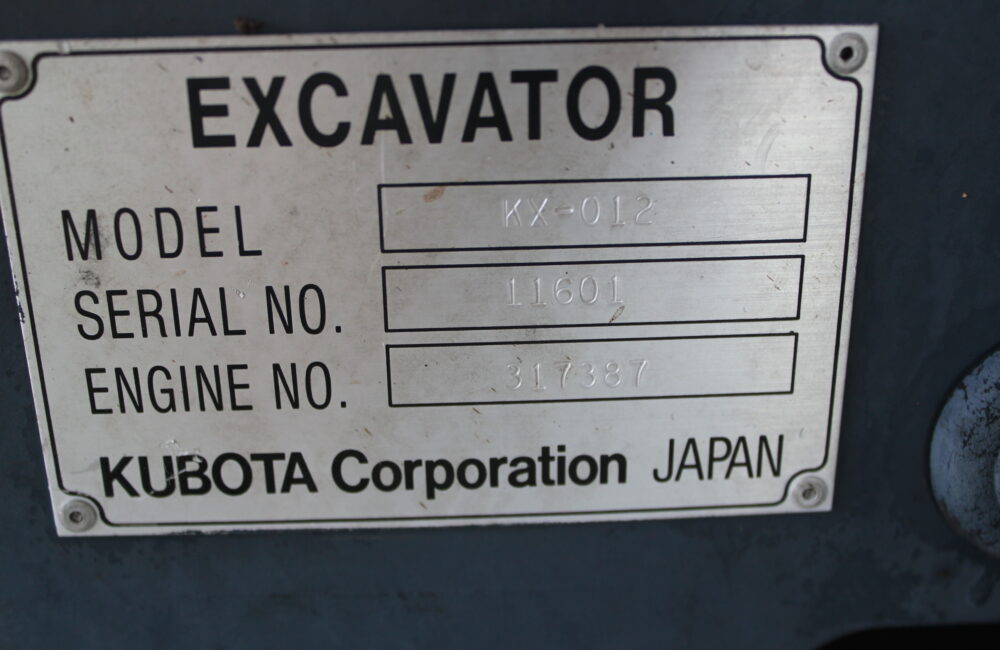 EXCAVATOR
MODEL KX-012
SERIAL NO. 11601
ENGINE NO. 317387
KUBOTA Corporation JAPAN